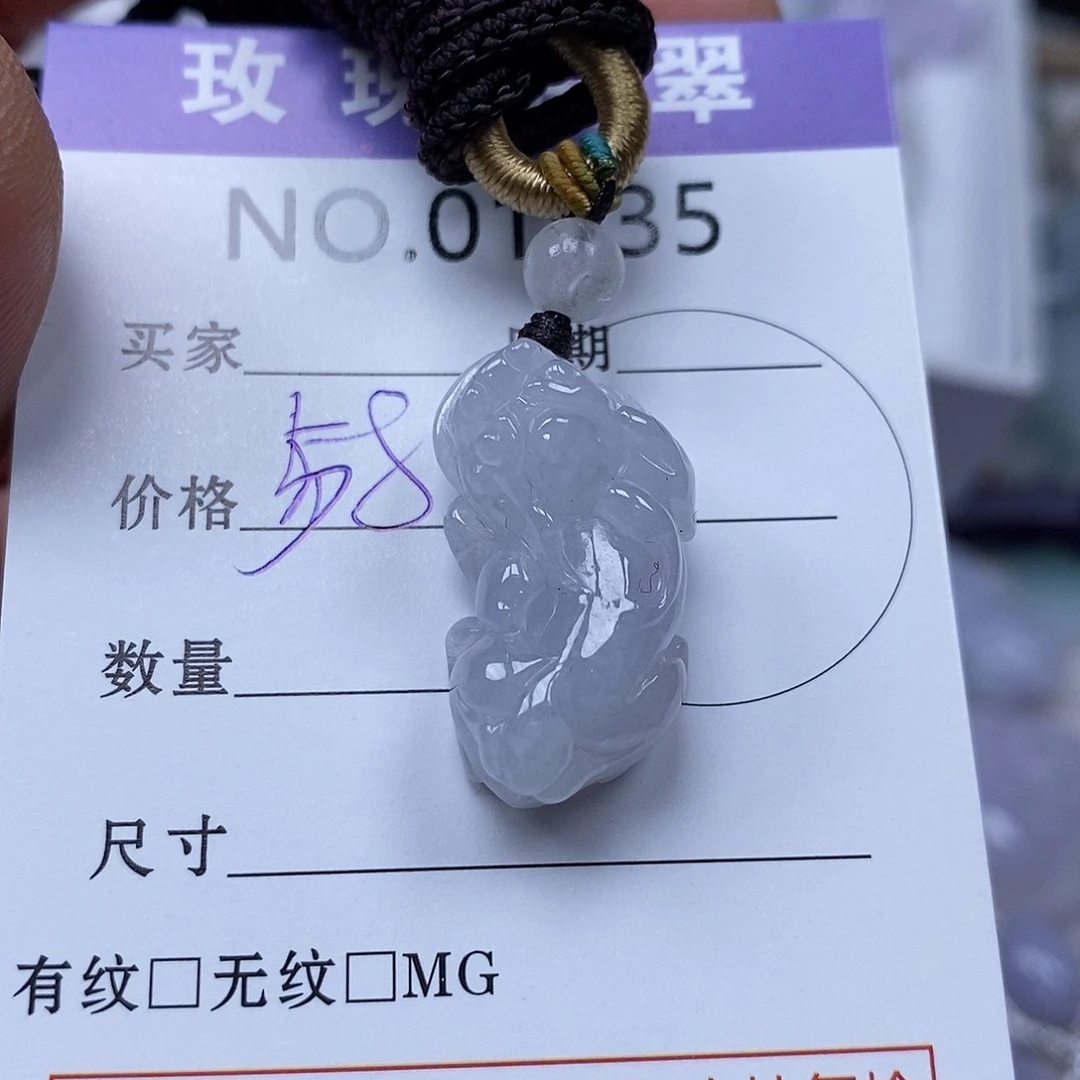 玫 翠
NO.01 35
买家 期
价格 58
数量
尺寸
有纹□无纹□MG